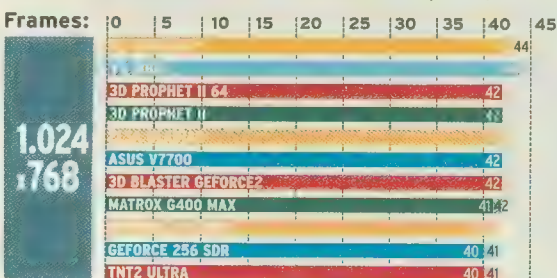 Frames: 0 5 10 15 20 25 30 35 40 45
44
3D PROPHET II 64 42
3D PROPHET II 42
1.024
x768
ASUS V7700 42
3D BLASTER GEFORCE2 42
MATROX G400 MAX 41 42
GEFORCE 256 SDR 40 41
TNT2 ULTRA 40 41